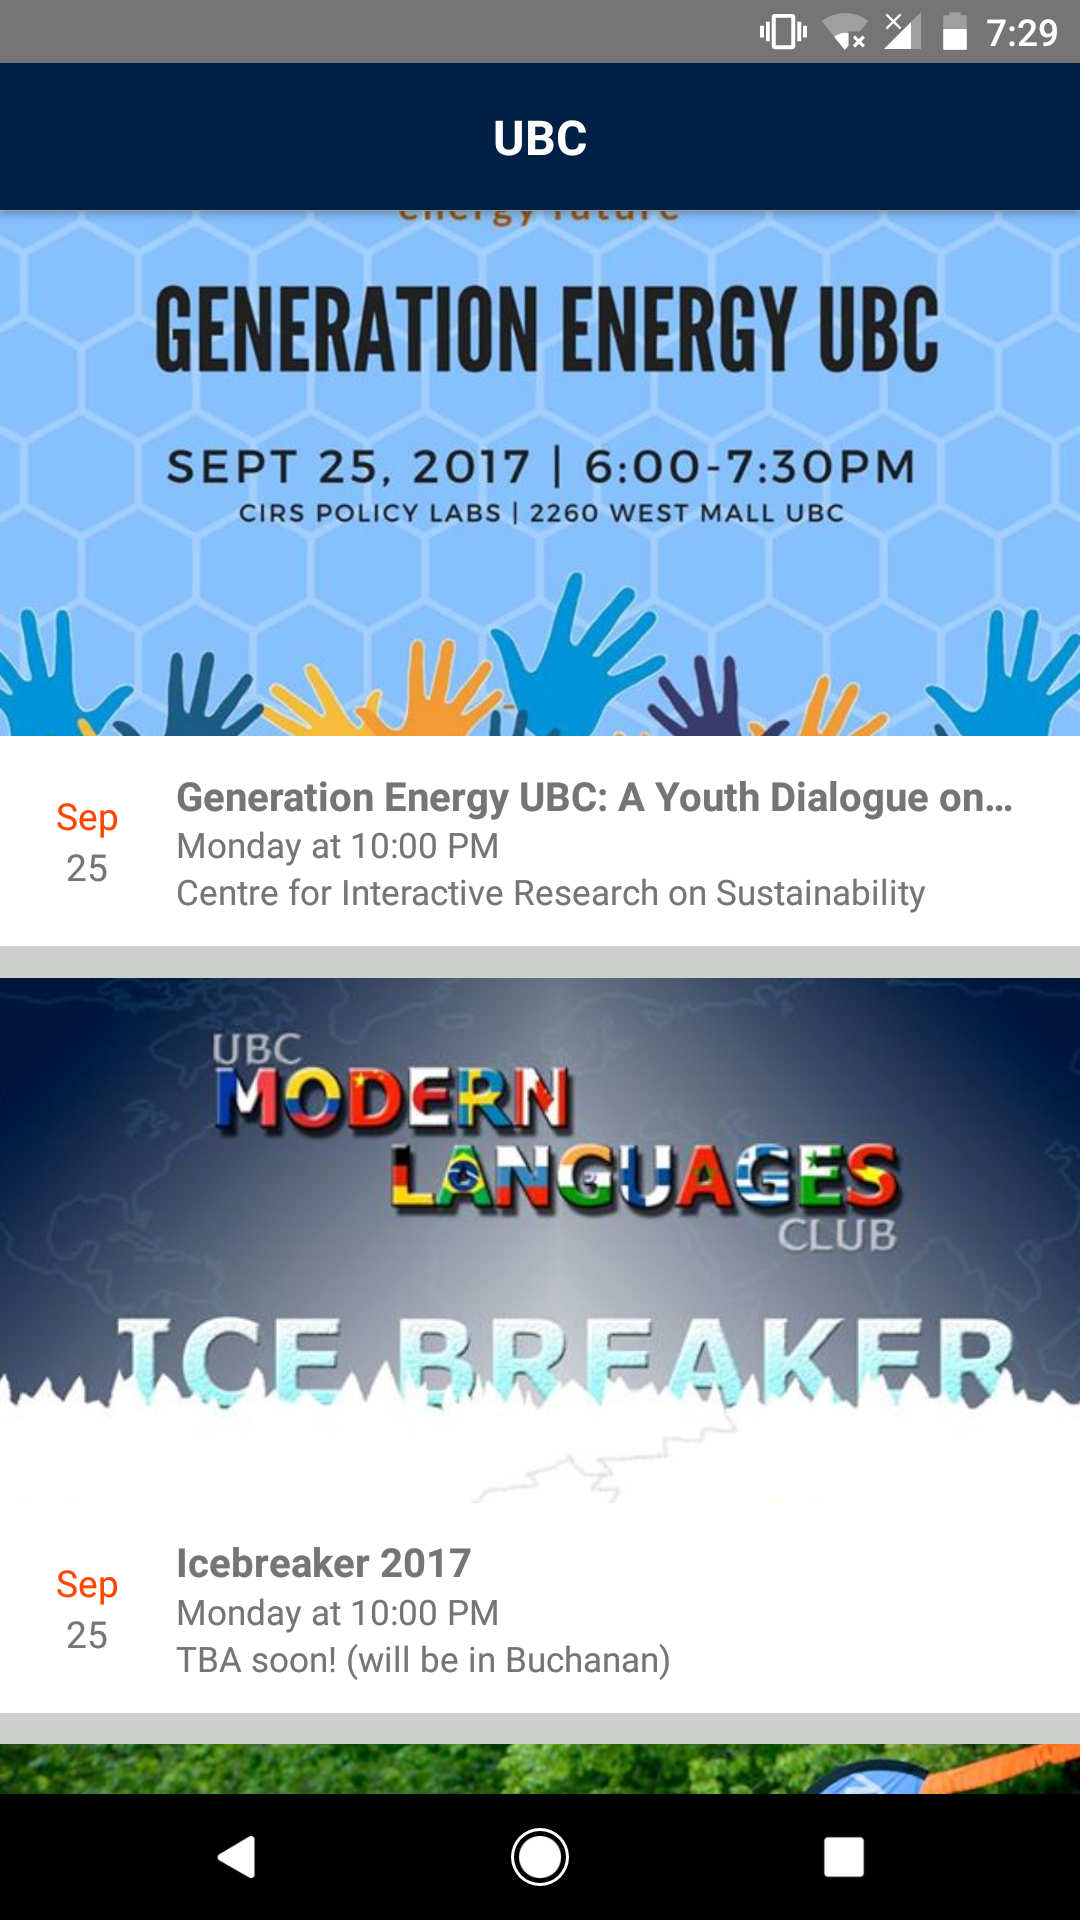 7:29
UBC
energy future
GENERATION ENERGY UBC
SEPT 25, 2017 | 6:00-7:30PM
CIRS POLICY LABS | 2260 WEST MALL UBC
Sep
25
Generation Energy UBC: A Youth Dialogue on...
Monday at 10:00 PM
Centre for Interactive Research on Sustainability
UBC
MODERN
LANGUAGES
CLUB
ICE BREAKER
Sep
25
Icebreaker 2017
Monday at 10:00 PM
TBA soon! (will be in Buchanan)